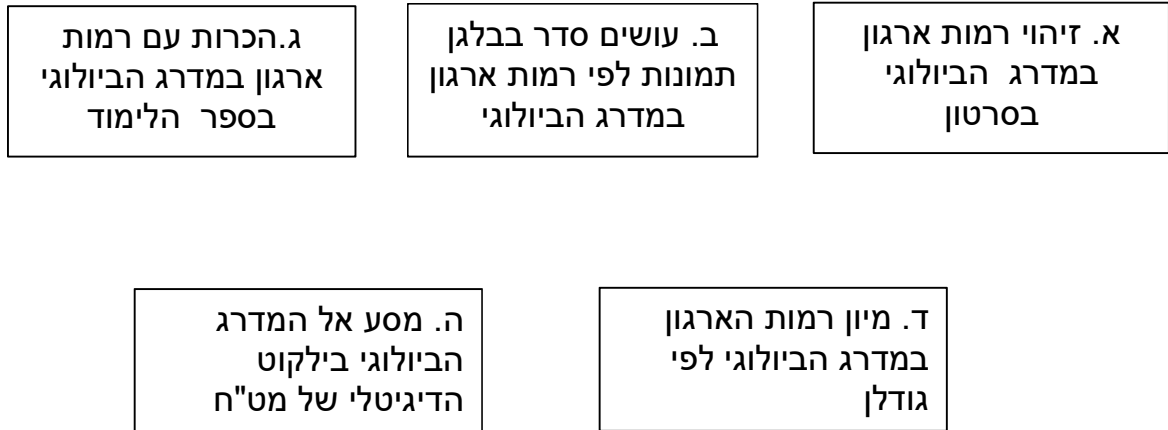 א. זיהוי רמות ארגון
במדרג הביולוגי
בסרטון
ב. עושים סדר בבלגן
תמונות לפי רמות ארגון
במדרג הביולוגי
ג.הכרות עם רמות
ארגון במדרג הביולוגי
בספר הלימוד
ד. מיון רמות הארגון
במדרג הביולוגי לפי
גודלן
ה. מסע אל המדרג
הביולוגי בילקוט
הדיגיטלי של מט"ח